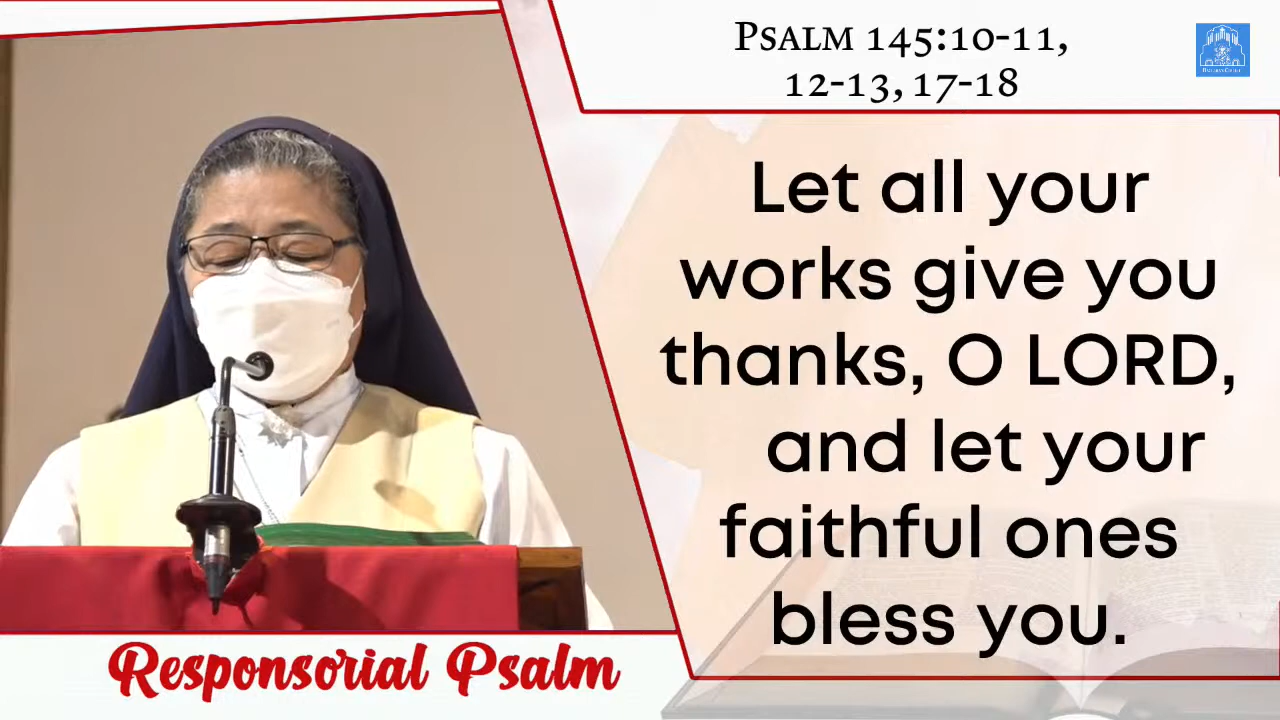 PSALM 145:10-11,
12-13, 17-18
Let all your
works give you
thanks, O LORD,
and let your
faithful ones
bless you.
Responsorial Psalm